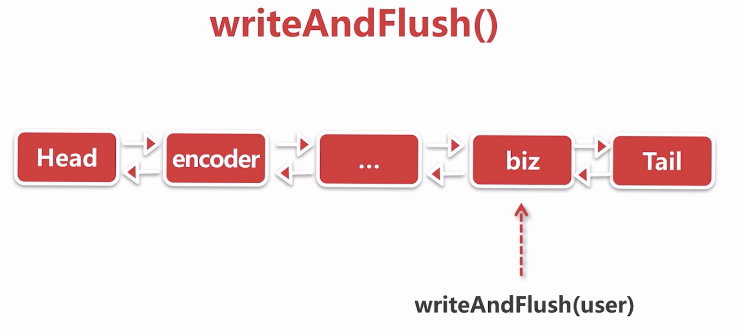 writeAndFlush()
Head
encoder
...
biz
Tail
writeAndFlush(user)